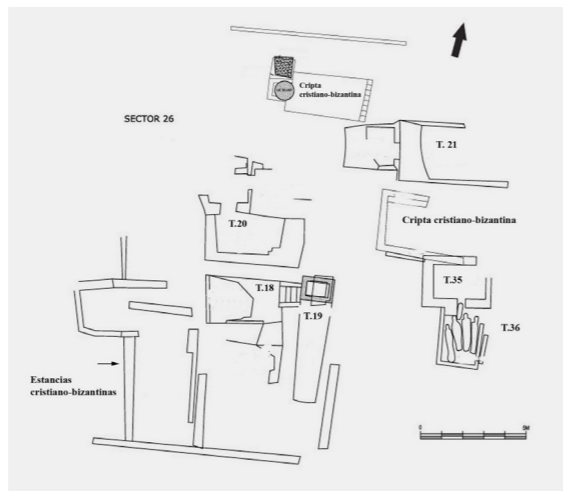 Cripta
cristiano-bizantina
SECTOR 26
T. 21
Cripta cristiano-bizantina
T.20
T.35
T.18
T.19
T.36
Estancias
cristiano-bizantinas
0
5M